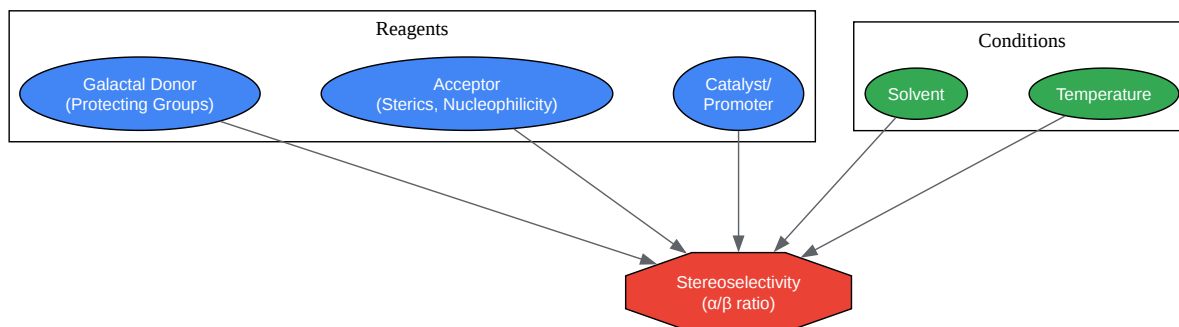 Reagents
Conditions
Galactal Donor
(Protecting Groups)
Acceptor
(Sterics, Nucleophilicity)
Catalyst/
Promoter
Solvent
Temperature
Stereoselectivity
(α/β ratio)